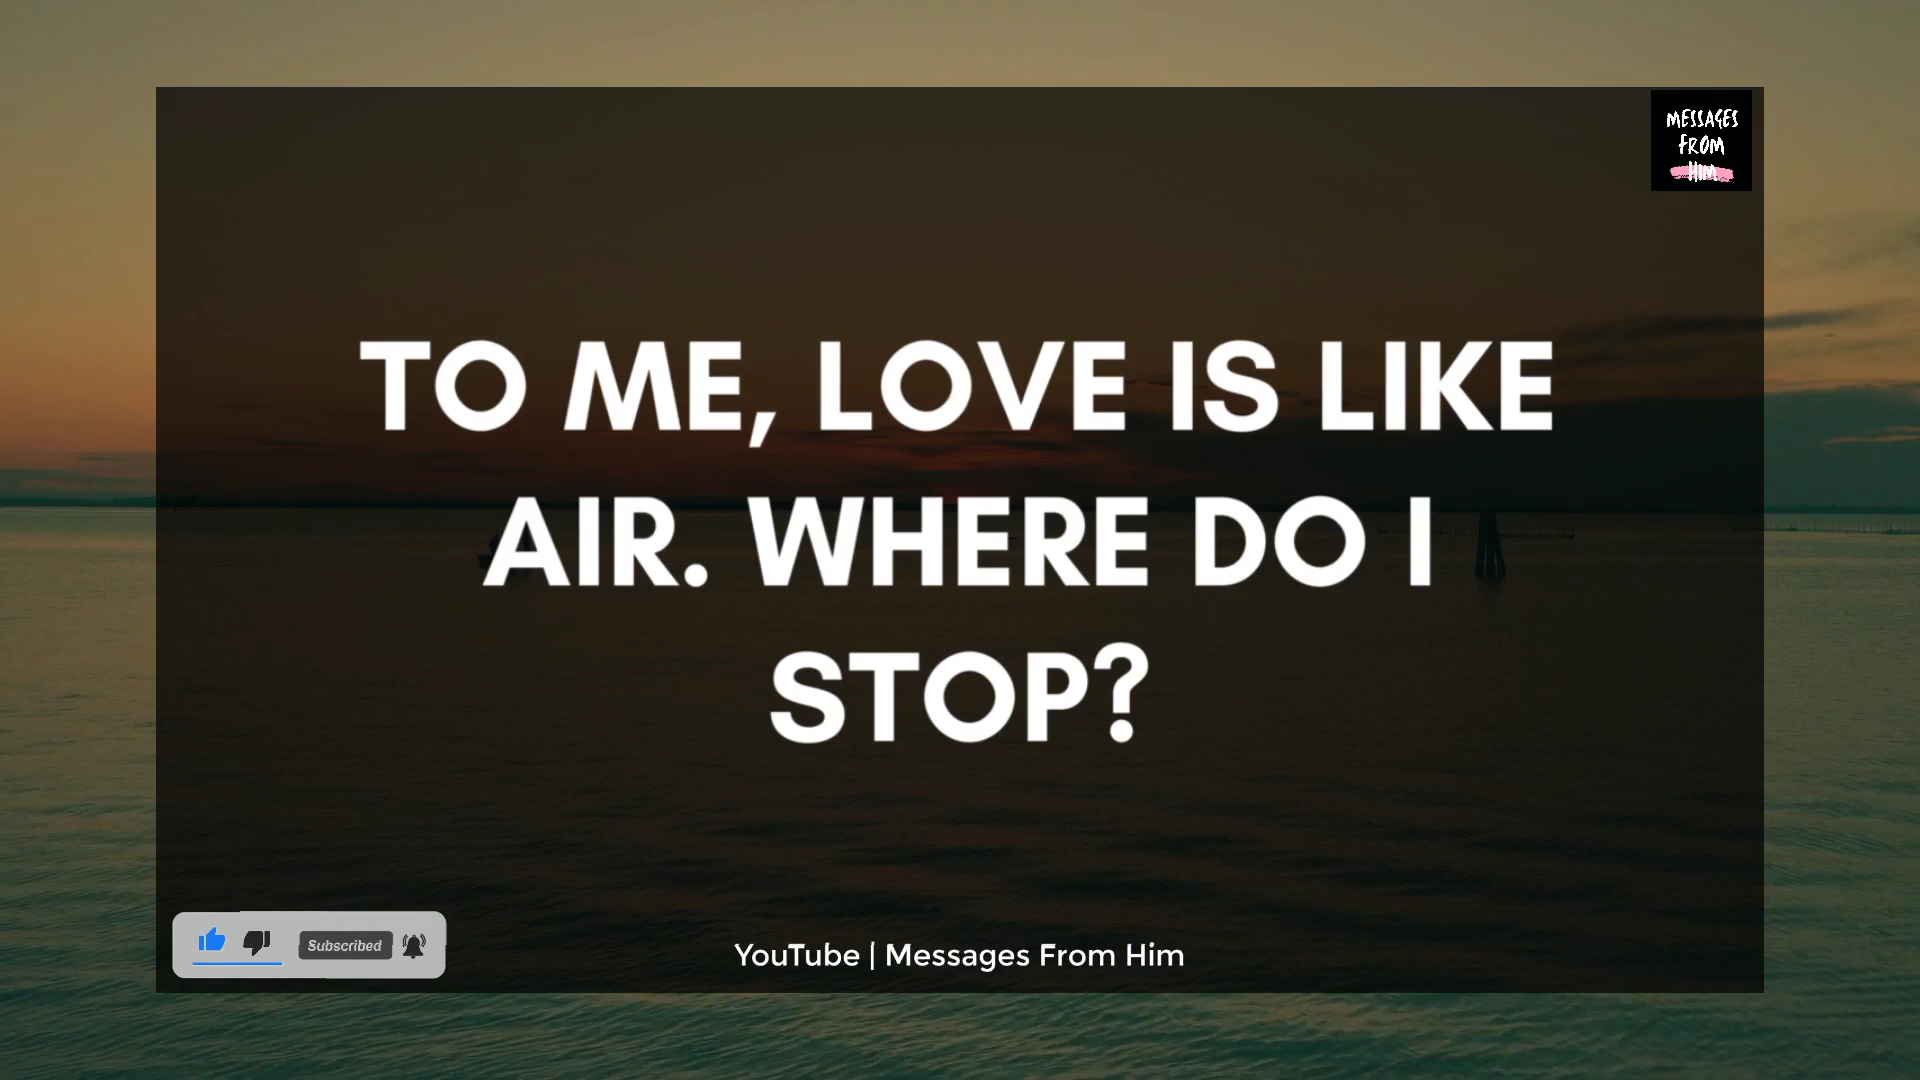 MESSAGES
FROM
HIM
TO ME, LOVE IS LIKE
AIR. WHERE DO I
STOP?
Subscribed
YouTube | Messages From Him